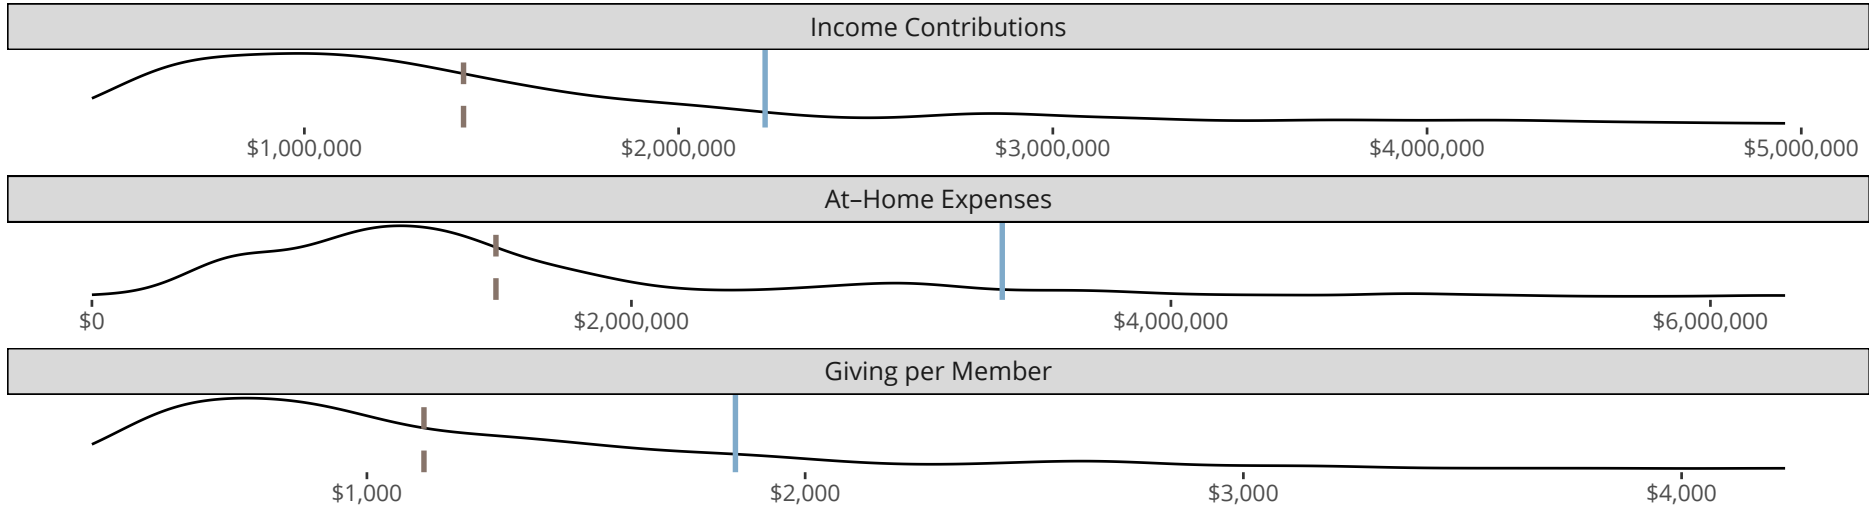 Income Contributions
$1,000,000 $2,000,000 $3,000,000 $4,000,000 $5,000,000
At–Home Expenses
$0 $2,000,000 $4,000,000 $6,000,000
Giving per Member
$1,000 $2,000 $3,000 $4,000